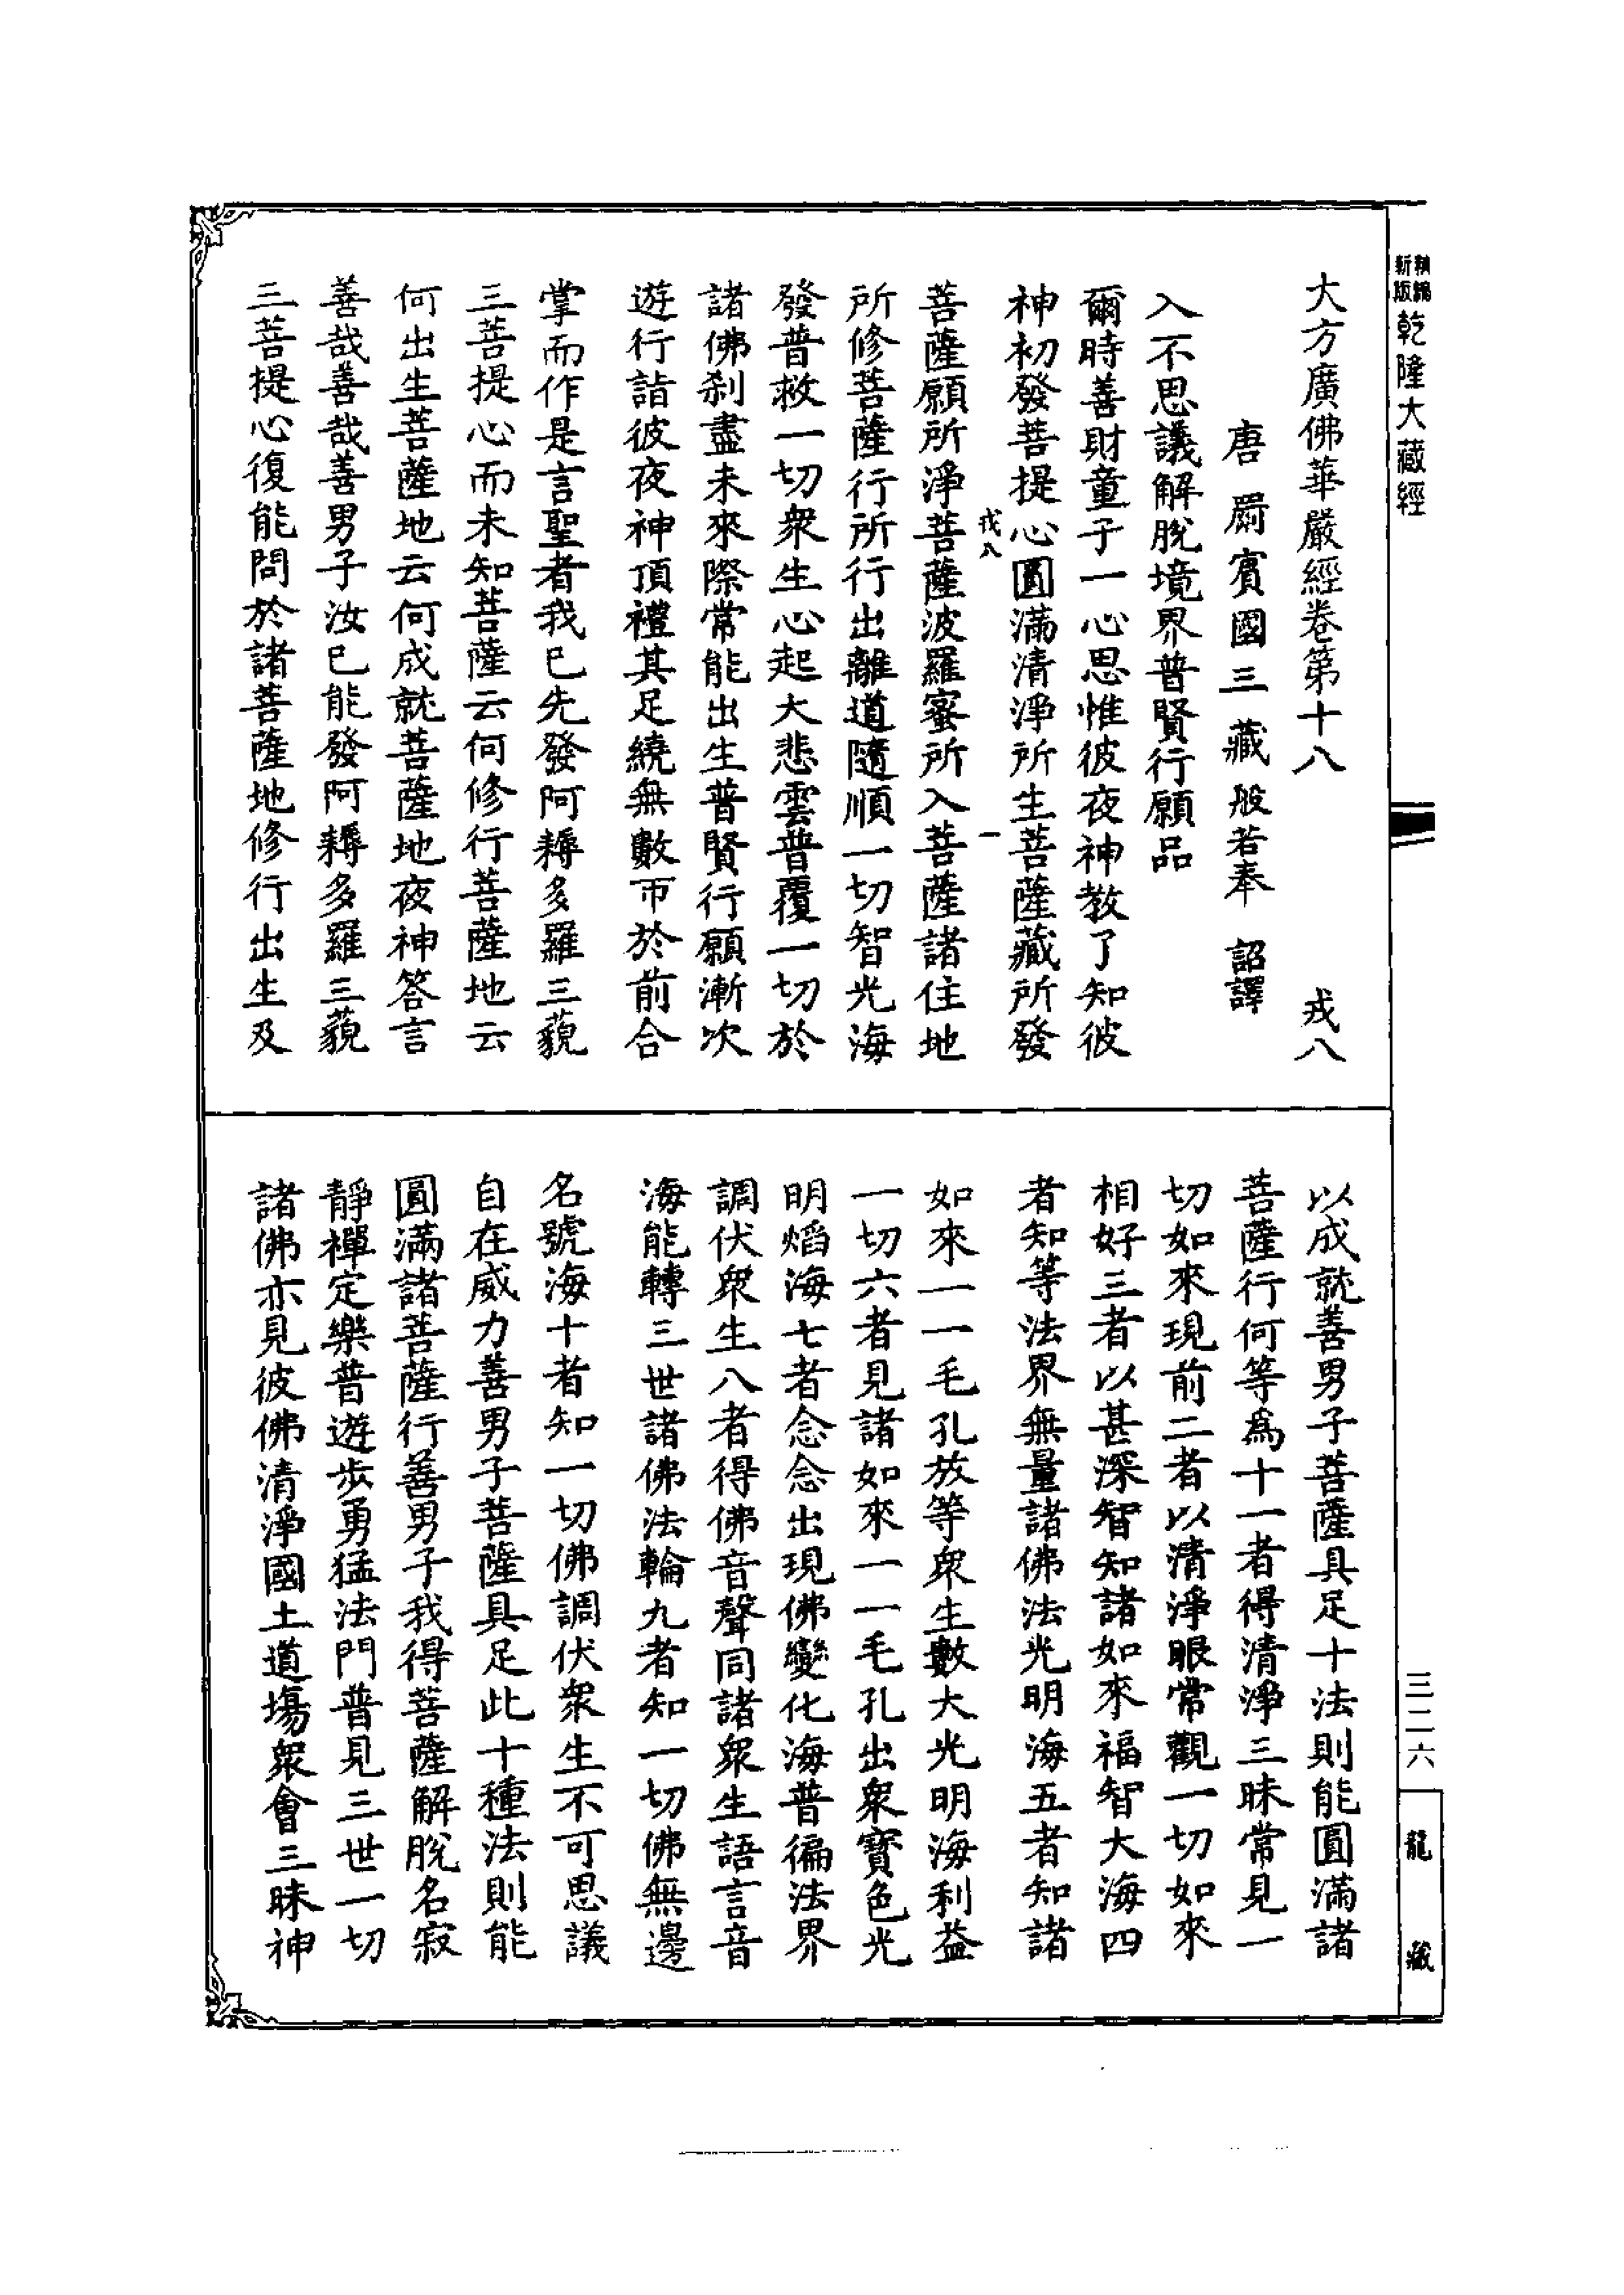 新編
新版
乾隆大藏經
大方廣佛華嚴經卷第十八 戎八
唐罽賓國三藏般若奉 詔譯
入不思議解脫境界普賢行願品
爾時善財童子一心思惟彼夜神教了知彼
神初發菩提心圓滿清淨所生菩薩藏所發
戎八 一
菩薩願所淨菩薩波羅蜜所入菩薩諸住地
所修菩薩行所行出離道隨順一切智光海
發普救一切衆生心起大悲雲普覆一切於
諸佛剎盡未來際常能出生普賢行願漸次
遊行詣彼夜神頂禮其足繞無數帀於前合
掌而作是言聖者我已先發阿耨多羅三藐
三菩提心而未知菩薩云何修行菩薩地云
何出生菩薩地云何成就菩薩地夜神答言
善哉善哉善男子汝已能發阿耨多羅三藐
三菩提心復能問於諸菩薩地修行出生及
以成就善男子菩薩具足十法則能圓滿諸
菩薩行何等爲十一者得清淨三昧常見一
切如來現前二者以清淨眼常觀一切如來
相好三者以甚深智知諸如來福智大海四
者知等法界無量諸佛法光明海五者知諸
如來一一毛孔放等衆生數大光明海利益
一切六者見諸如來一一毛孔出衆寶色光
明熖海七者念念出現佛變化海普徧法界
調伏衆生八者得佛音聲同諸衆生語言音
海能轉三世諸佛法輪九者知一切佛無邊
名號海十者知一切佛調伏衆生不可思議
自在威力善男子菩薩具足此十種法則能
圓滿諸菩薩行善男子我得菩薩解脫名寂
靜禪定樂普遊步勇猛法門普見三世一切
諸佛亦見彼佛清淨國土道塲衆會三昧神
三二六
龍藏